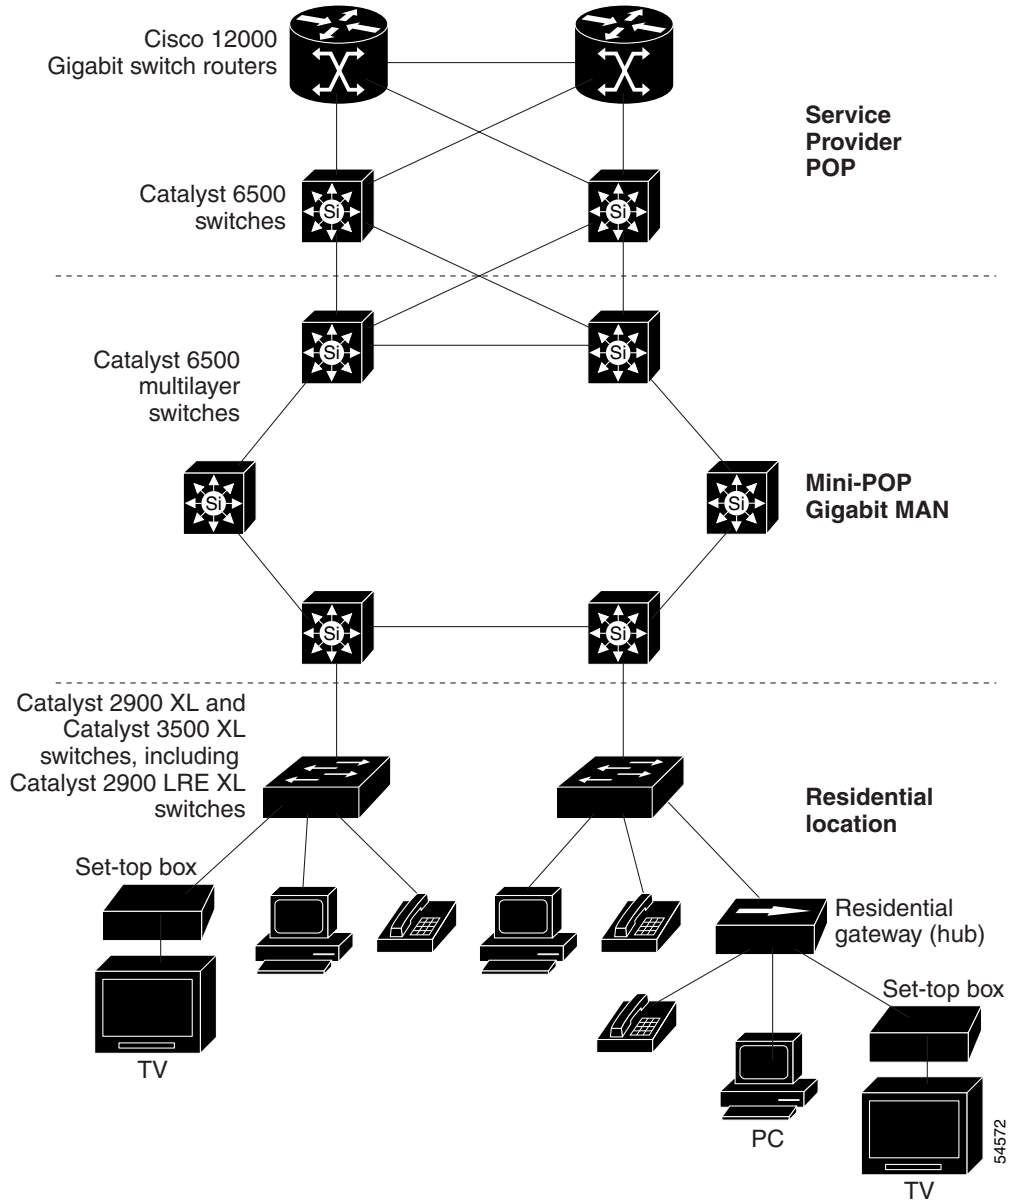 Cisco 12000
Gigabit switch routers
Service
Provider
POP
Catalyst 6500
switches
Si
Si
Si
Si
Catalyst 6500
multilayer
switches
Si
Si
Mini-POP
Gigabit MAN
Si
Si
Catalyst 2900 XL and
Catalyst 3500 XL
switches, including
Catalyst 2900 LRE XL
switches
Residential
location
Set-top box
TV
Residential
gateway (hub)
Set-top box
PC
TV
54572